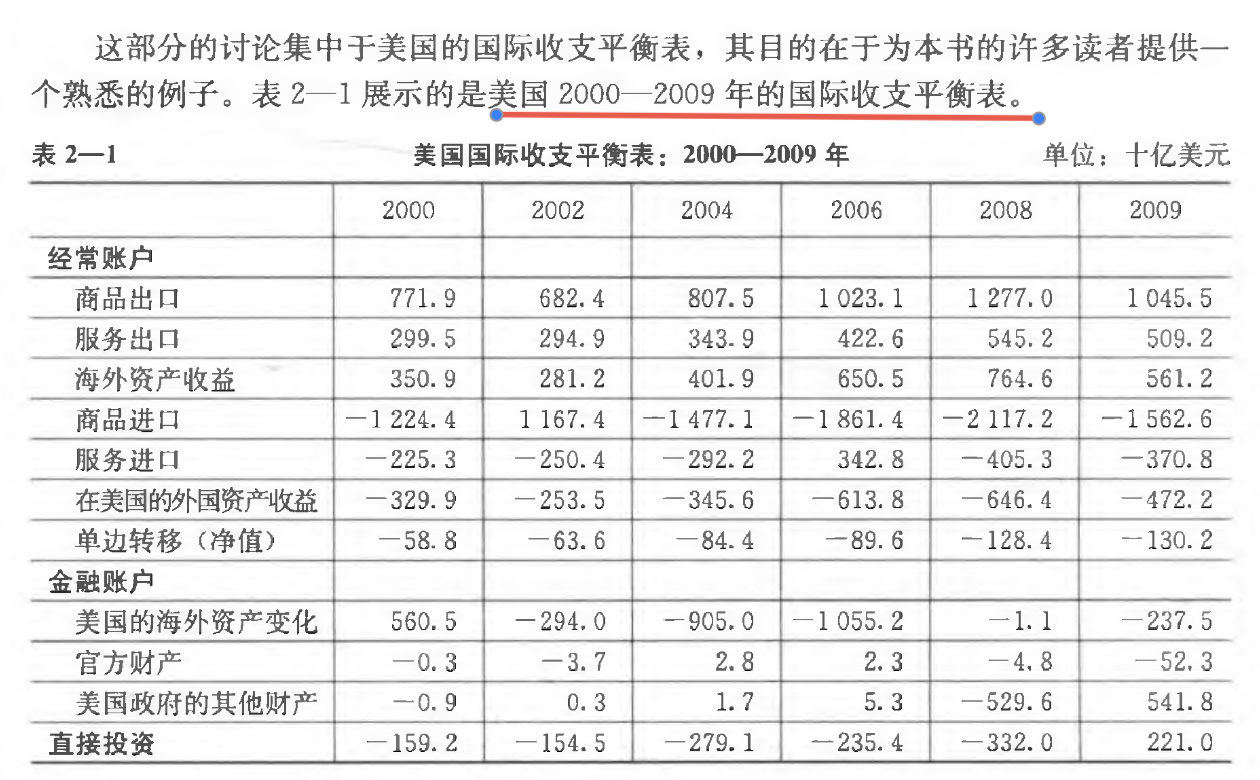 这部分的讨论集中于美国的国际收支平衡表，其目的在于为本书的许多读者提供一
个熟悉的例子。表 2—1 展示的是美国 2000—2009 年的国际收支平衡表。
表 2—1 美国国际收支平衡表：2000—2009 年 单位：十亿美元
2000 2002 2004 2006 2008 2009
经常账户
商品出口 771.9 682.4 807.5 1 023.1 1 277.0 1 045.5
服务出口 299.5 294.9 343.9 422.6 545.2 509.2
海外资产收益 350.9 281.2 401.9 650.5 764.6 561.2
商品进口 —1 224.4 1 167.4 —1 477.1 —1 861.4 —2 117.2 —1 562.6
服务进口 —225.3 —250.4 —292.2 342.8 —405.3 —370.8
在美国的外国资产收益 —329.9 —253.5 —345.6 —613.8 —646.4 —472.2
单边转移（净值） —58.8 —63.6 —84.4 —89.6 —128.4 —130.2
金融账户
美国的海外资产变化 560.5 —294.0 —905.0 —1 055.2 —1.1 —237.5
官方财产 —0.3 —3.7 2.8 2.3 —4.8 —52.3
美国政府的其他财产 —0.9 0.3 1.7 5.3 —529.6 541.8
直接投资 —159.2 —154.5 —279.1 —235.4 —332.0 221.0